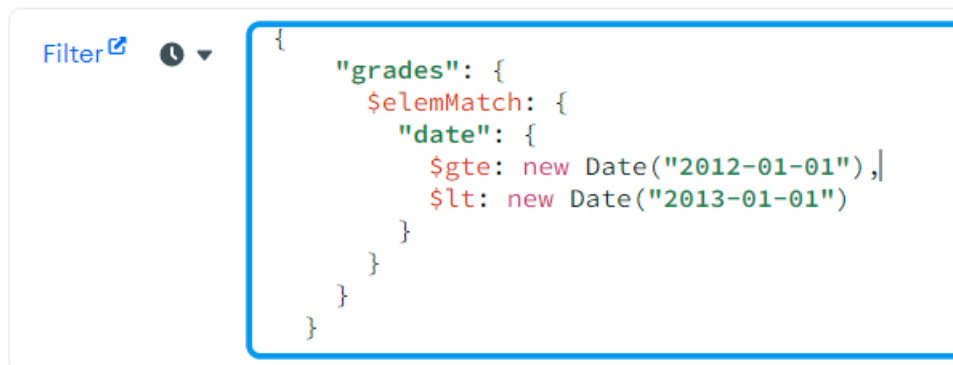 Filter
{
"grades": {
$elemMatch: {
"date": {
$gte: new Date("2012-01-01"),
$lt: new Date("2013-01-01")
}
}
}
}